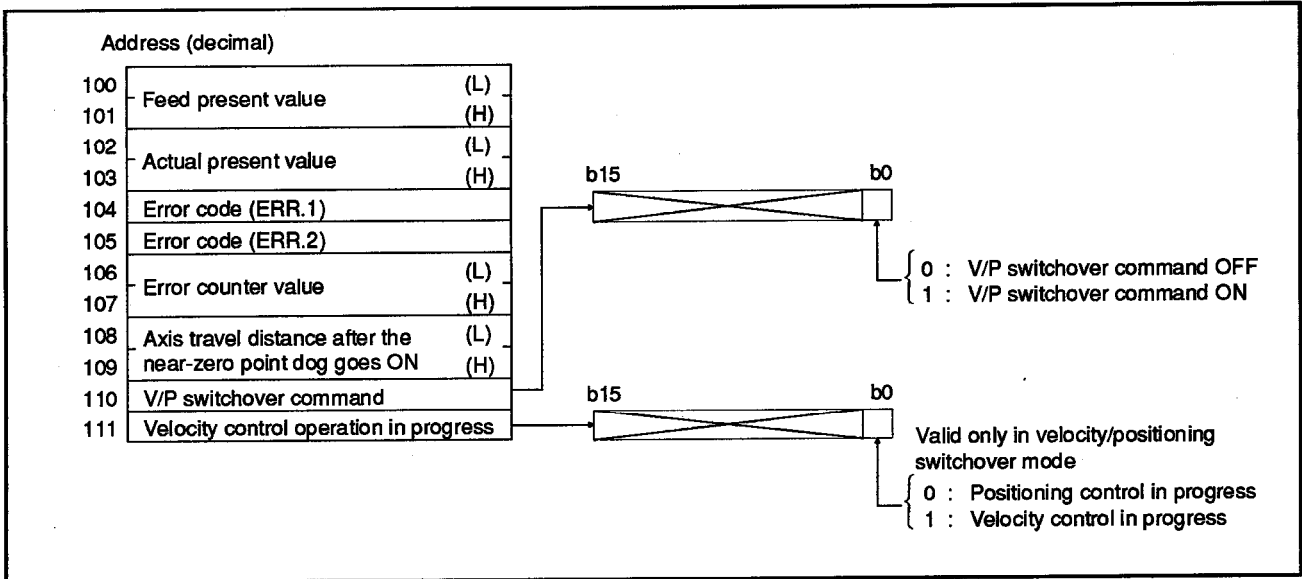 Address (decimal)
100 Feed present value (L)
101 (H)
102 Actual present value (L)
103 (H)
104 Error code (ERR.1)
105 Error code (ERR.2)
106 Error counter value (L)
107 (H)
108 Axis travel distance after the (L)
109 near-zero point dog goes ON (H)
110 V/P switchover command
111 Velocity control operation in progress
b15 b0
0 : V/P switchover command OFF
1 : V/P switchover command ON
b15 b0
Valid only in velocity/positioning
switchover mode
0 : Positioning control in progress
1 : Velocity control in progress